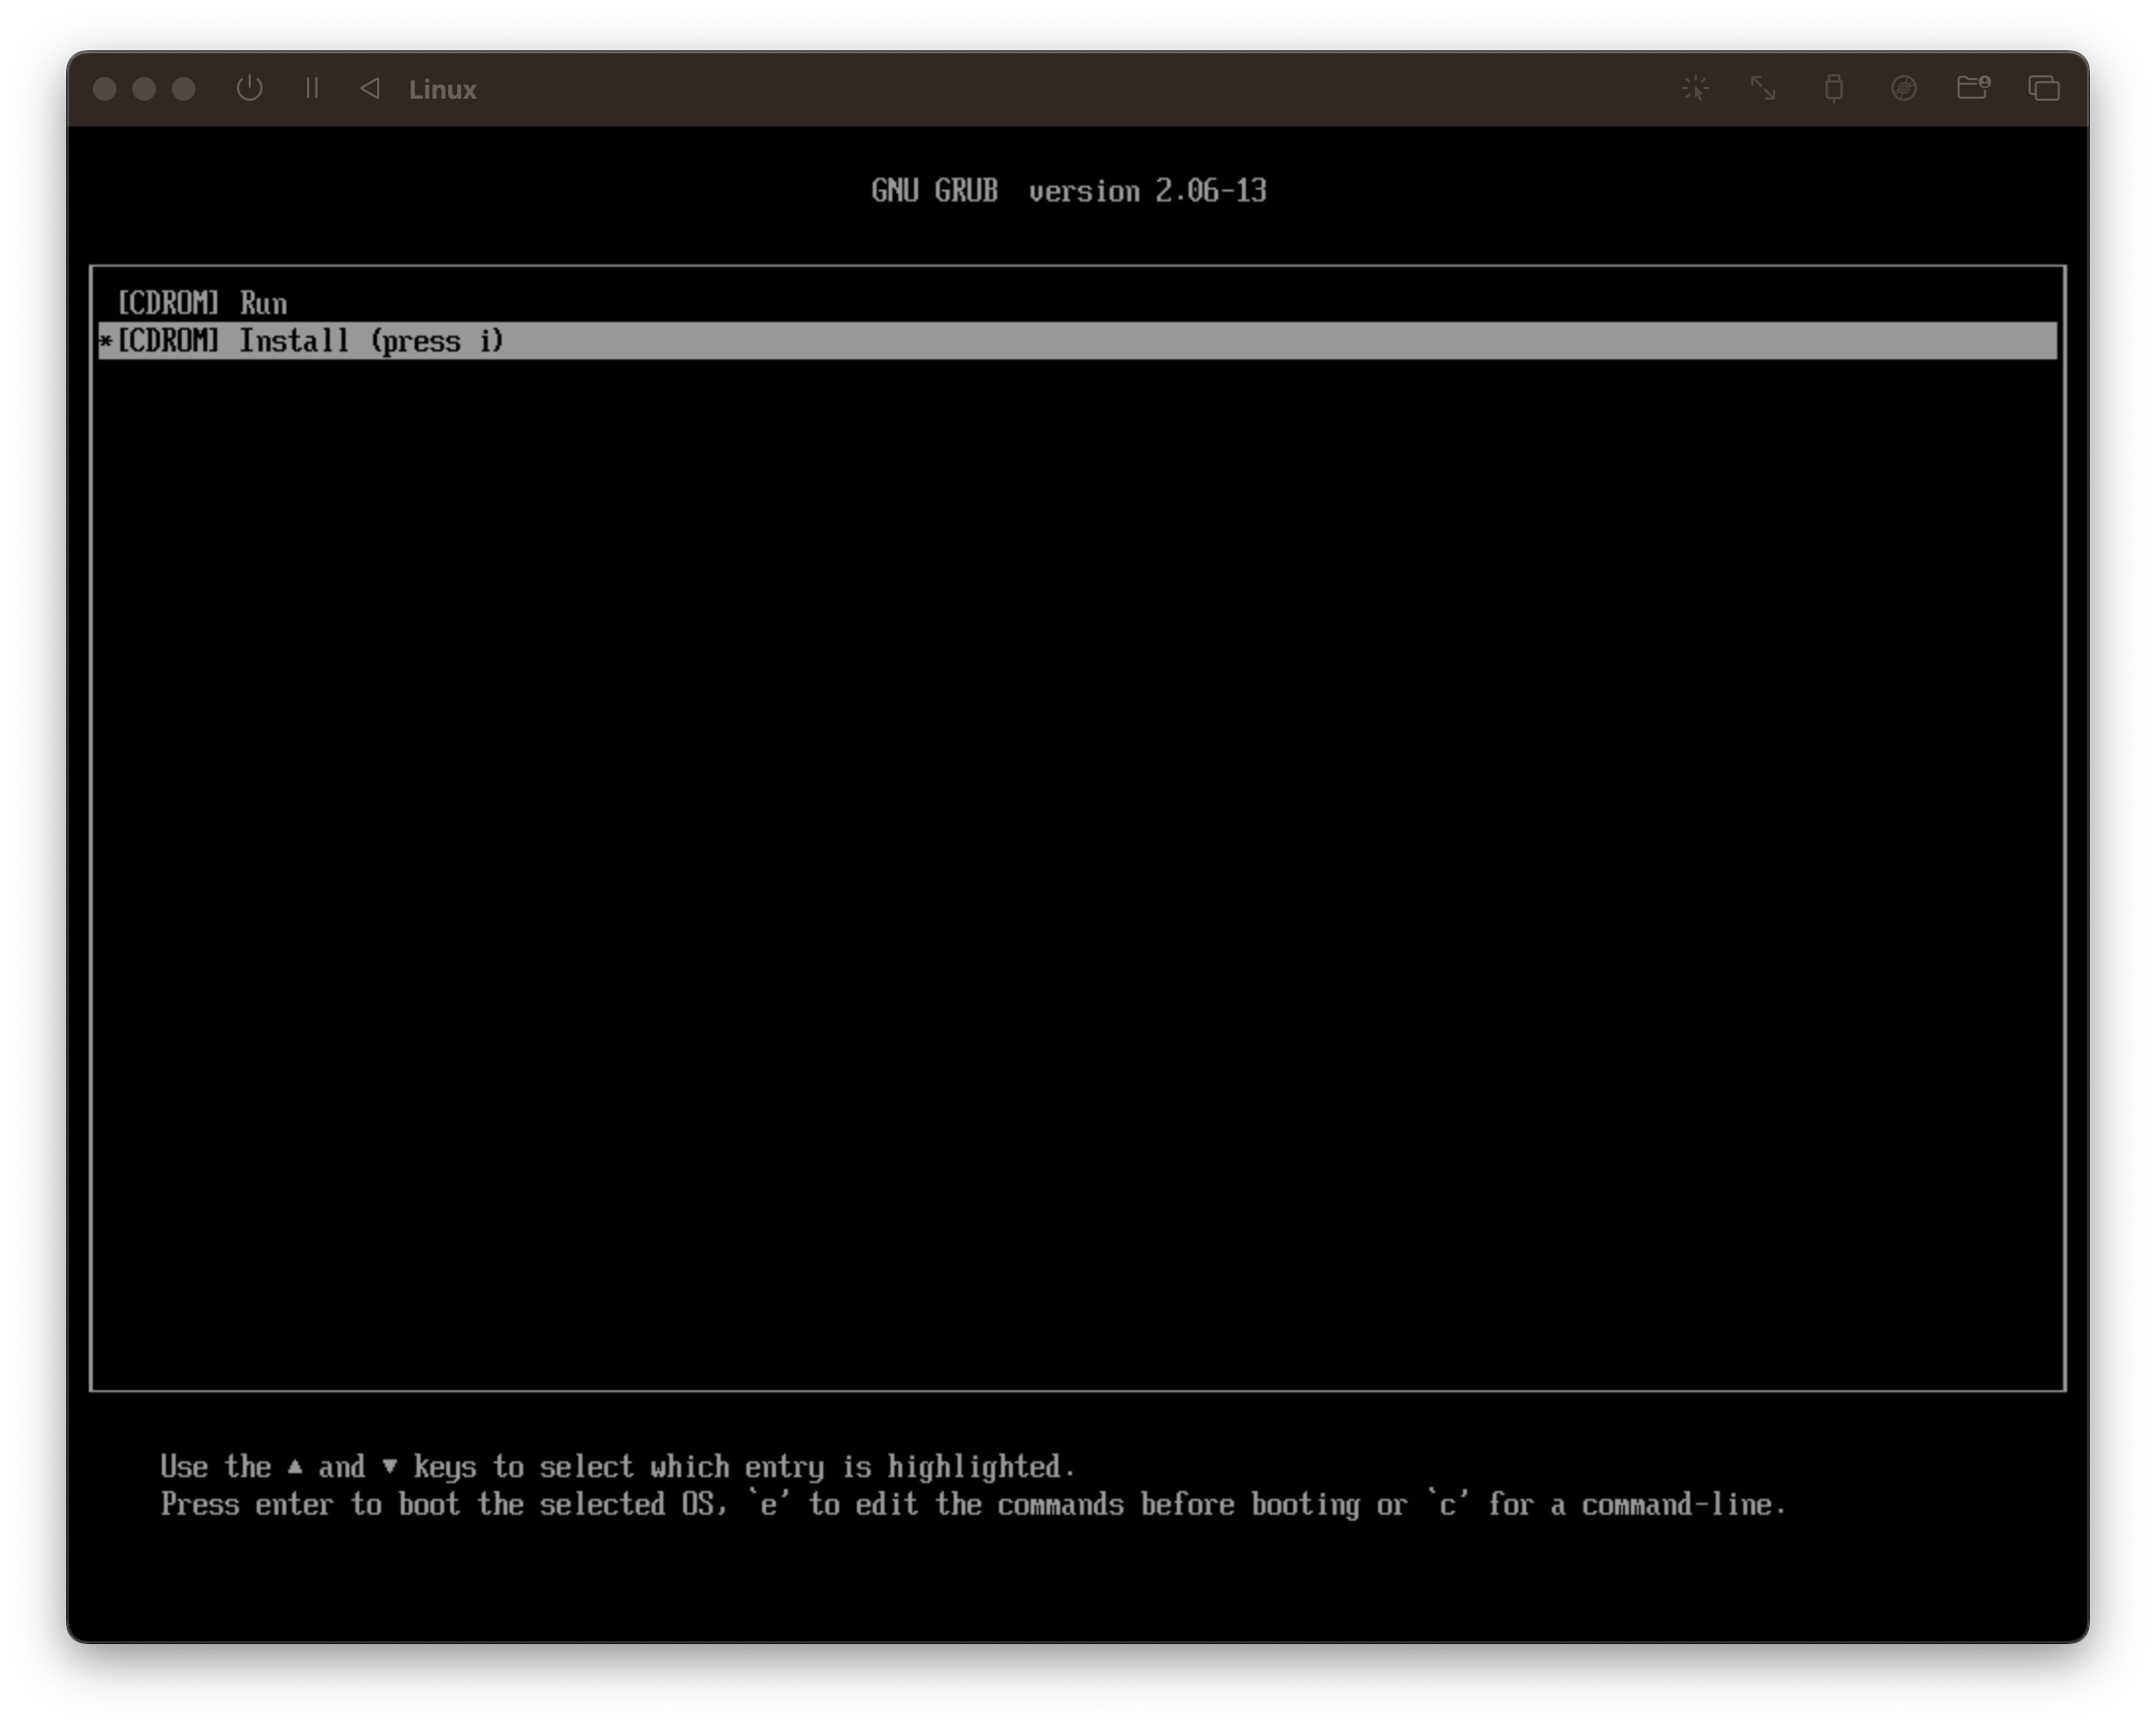 Linux
GNU GRUB  version 2.06-13
[CDROM] Run
*[CDROM] Install (press i)
Use the ▲ and ▼ keys to select which entry is highlighted.
Press enter to boot the selected OS, `e' to edit the commands before booting or `c' for a command-line.